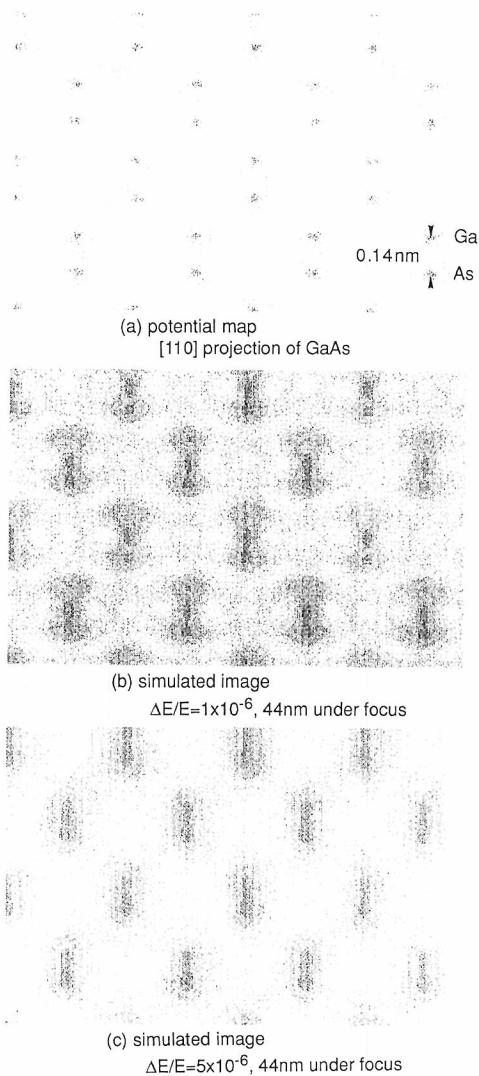 Ga
0.14nm
As
(a) potential map
[110] projection of GaAs
(b) simulated image
ΔE/E=1x10⁻⁶, 44nm under focus
(c) simulated image
ΔE/E=5x10⁻⁶, 44nm under focus